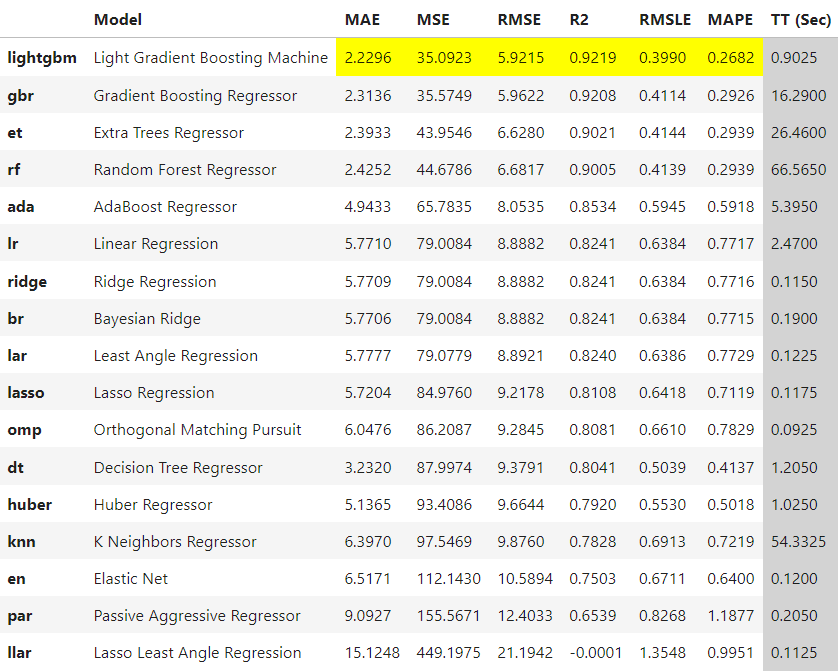 Model MAE MSE RMSE R2 RMSLE MAPE TT (Sec)
lightgbm Light Gradient Boosting Machine 2.2296 35.0923 5.9215 0.9219 0.3990 0.2682 0.9025
gbr Gradient Boosting Regressor 2.3136 35.5749 5.9622 0.9208 0.4114 0.2926 16.2900
et Extra Trees Regressor 2.3933 43.9546 6.6280 0.9021 0.4144 0.2939 26.4600
rf Random Forest Regressor 2.4252 44.6786 6.6817 0.9005 0.4139 0.2939 66.5650
ada AdaBoost Regressor 4.9433 65.7835 8.0535 0.8534 0.5945 0.5918 5.3950
lr Linear Regression 5.7710 79.0084 8.8882 0.8241 0.6384 0.7717 2.4700
ridge Ridge Regression 5.7709 79.0084 8.8882 0.8241 0.6384 0.7716 0.1150
br Bayesian Ridge 5.7706 79.0084 8.8882 0.8241 0.6384 0.7715 0.1900
lar Least Angle Regression 5.7777 79.0779 8.8921 0.8240 0.6386 0.7729 0.1225
lasso Lasso Regression 5.7204 84.9760 9.2178 0.8108 0.6418 0.7119 0.1175
omp Orthogonal Matching Pursuit 6.0476 86.2087 9.2845 0.8081 0.6610 0.7829 0.0925
dt Decision Tree Regressor 3.2320 87.9974 9.3791 0.8041 0.5039 0.4137 1.2050
huber Huber Regressor 5.1365 93.4086 9.6644 0.7920 0.5530 0.5018 1.0250
knn K Neighbors Regressor 6.3970 97.5469 9.8760 0.7828 0.6913 0.7219 54.3325
en Elastic Net 6.5171 112.1430 10.5894 0.7503 0.6711 0.6400 0.1200
par Passive Aggressive Regressor 9.0927 155.5671 12.4033 0.6539 0.8268 1.1877 0.2050
llar Lasso Least Angle Regression 15.1248 449.1975 21.1942 -0.0001 1.3548 0.9951 0.1125